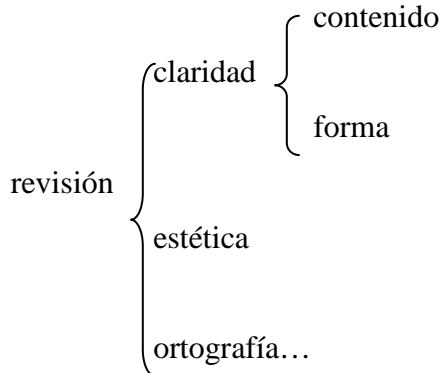 contenido
claridad
forma
revisión
estética
ortografía…